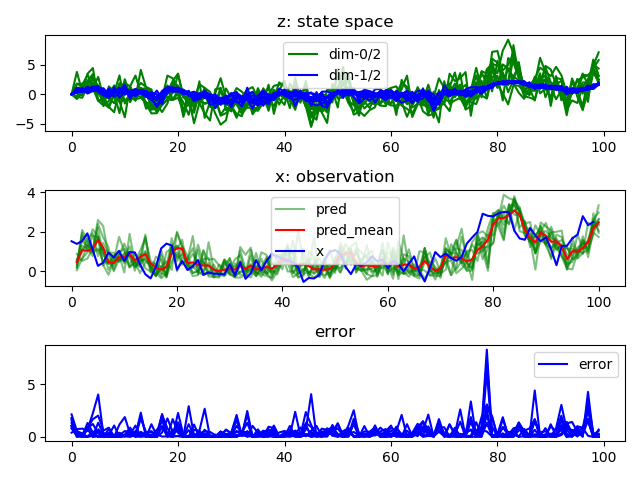 z: state space
5
0
−5
dim-0/2
dim-1/2
0 20 40 60 80 100
x: observation
4
2
0
pred
pred_mean
x
0 20 40 60 80 100
error
5
0
error
0 20 40 60 80 100